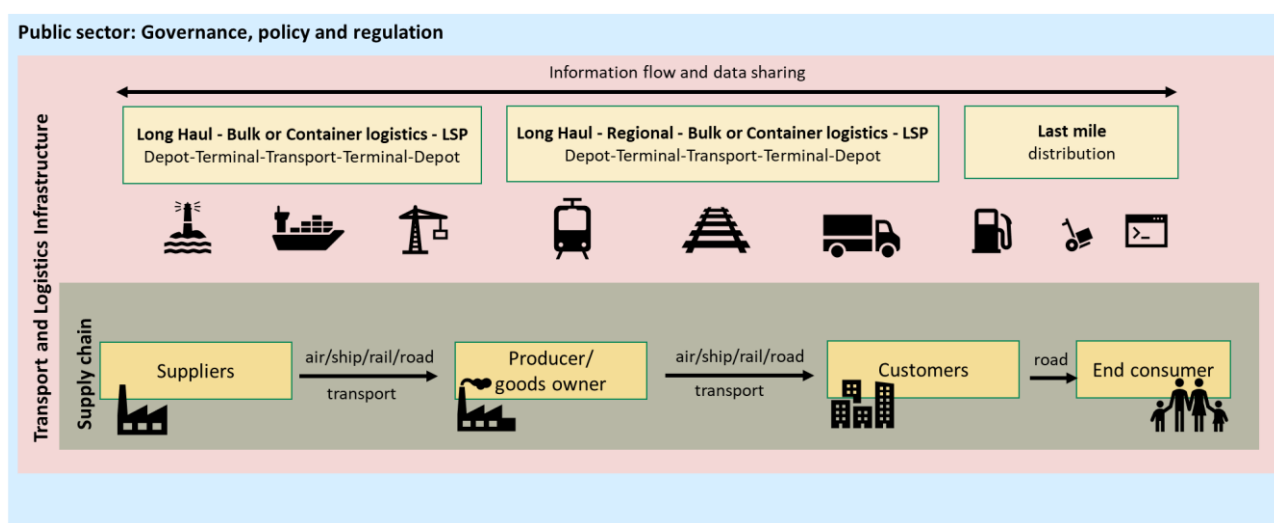 Public sector: Governance, policy and regulation
Transport and Logistics Infrastructure
Information flow and data sharing
Long Haul - Bulk or Container logistics - LSP
Depot-Terminal-Transport-Terminal-Depot
Long Haul - Regional - Bulk or Container logistics - LSP
Depot-Terminal-Transport-Terminal-Depot
Last mile
distribution
>_
Supply chain
Suppliers
air/ship/rail/road
transport
Producer/
goods owner
air/ship/rail/road
transport
Customers
road
End consumer